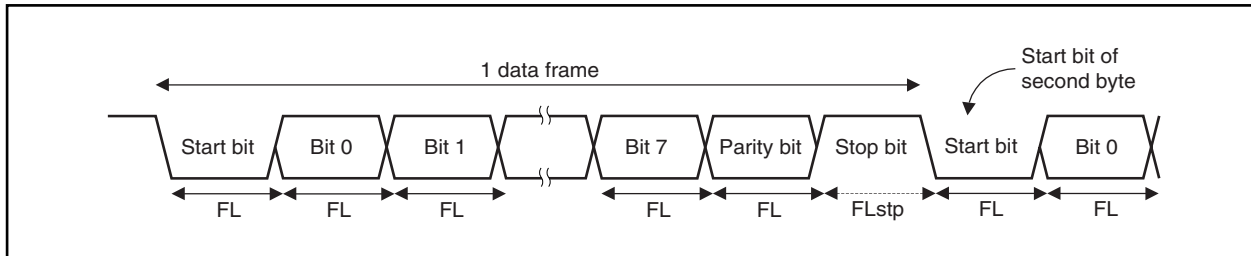 1 data frame
Start bit of
second byte
Start bit
Bit 0
Bit 1
Bit 7
Parity bit
Stop bit
Start bit
Bit 0
FL
FL
FL
FL
FL
FLstp
FL
FL